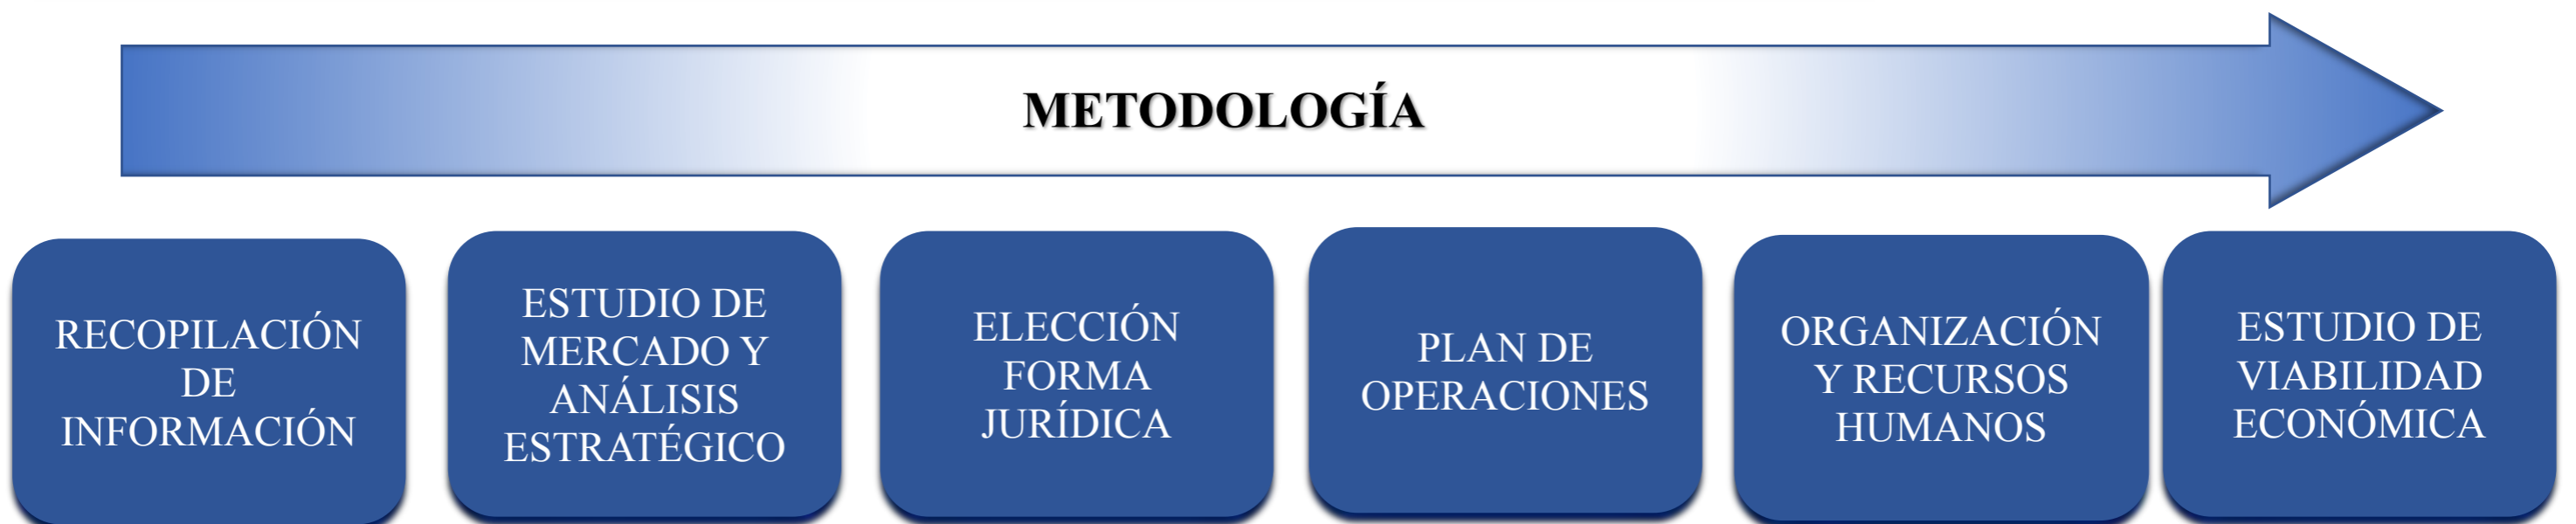 METODOLOGÍA
RECOPILACIÓN
DE
INFORMACIÓN
ESTUDIO DE
MERCADO Y
ANÁLISIS
ESTRATÉGICO
ELECCIÓN
FORMA
JURÍDICA
PLAN DE
OPERACIONES
ORGANIZACIÓN
Y RECURSOS
HUMANOS
ESTUDIO DE
VIABILIDAD
ECONÓMICA